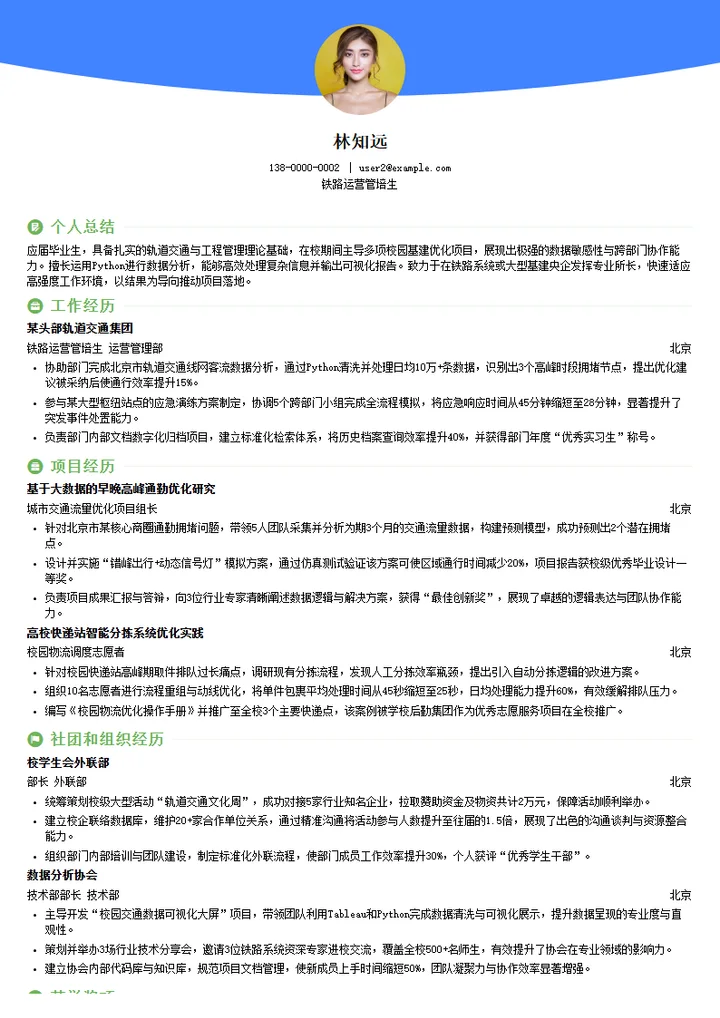 林知远
138-0000-0002 | user2@example.com
铁路运营管培生
个人总结
应届毕业生，具备扎实的轨道交通与工程管理理论基础，在校期间主导多项校园基建优化项目，展现出极强的数据敏感性与跨部门协作能
力。擅长运用Python进行数据分析，能够高效处理复杂信息并输出可视化报告。致力于在铁路系统或大型基建央企发挥专业所长，快速适应
高强度工作环境，以结果为导向推动项目落地。
工作经历
某头部轨道交通集团
铁路运营管培生 运营管理部 北京
• 协助部门完成北京市轨道交通线网客流数据分析，通过Python清洗并处理日均10万+条数据，识别出3个高峰时段拥堵节点，提出优化建
议被采纳后使通行效率提升15%。
• 参与某大型枢纽站点的应急演练方案制定，协调5个跨部门小组完成全流程模拟，将应急响应时间从45分钟缩短至28分钟，显著提升了
突发事件处置能力。
• 负责部门内部文档数字化归档项目，建立标准化检索体系，将历史档案查询效率提升40%，并获得部门年度“优秀实习生”称号。
项目经历
基于大数据的早晚高峰通勤优化研究
城市交通流量优化项目组长 北京
• 针对北京市某核心商圈通勤拥堵问题，带领5人团队采集并分析为期3个月的交通流量数据，构建预测模型，成功预测出2个潜在拥堵
点。
• 设计并实施“错峰出行+动态信号灯”模拟方案，通过仿真测试验证该方案可使区域通行时间减少20%，项目报告获校级优秀毕业设计一
等奖。
• 负责项目成果汇报与答辩，向3位行业专家清晰阐述数据逻辑与解决方案，获得“最佳创新奖”，展现了卓越的逻辑表达与团队协作能
力。
高校快递站智能分拣系统优化实践
校园物流调度志愿者 北京
• 针对校园快递站高峰期取件排队过长痛点，调研现有分拣流程，发现人工分拣效率瓶颈，提出引入自动分拣逻辑的改进方案。
• 组织10名志愿者进行流程重组与动线优化，将单件包裹平均处理时间从45秒缩短至25秒，日均处理能力提升60%，有效缓解排队压力。
• 编写《校园物流优化操作手册》并推广至全校3个主要快递点，该案例被学校后勤集团作为优秀志愿服务项目在全校推广。
社团和组织经历
校学生会外联部
部长 外联部 北京
• 统筹策划校级大型活动“轨道交通文化周”，成功对接5家行业知名企业，拉取赞助资金及物资共计2万元，保障活动顺利举办。
• 建立校企联络数据库，维护20+家合作单位关系，通过精准沟通将活动参与人数提升至往届的1.5倍，展现了出色的沟通谈判与资源整合
能力。
• 组织部门内部培训与团队建设，制定标准化外联流程，使部门成员工作效率提升30%，个人获评“优秀学生干部”。
数据分析协会
技术部部长 技术部 北京
• 主导开发“校园交通数据可视化大屏”项目，带领团队利用Tableau和Python完成数据清洗与可视化展示，提升数据呈现的专业度与直
观性。
• 策划并举办3场行业技术分享会，邀请3位铁路系统资深专家进校交流，覆盖全校500+名师生，有效提升了协会在专业领域的影响力。
• 建立协会内部代码库与知识库，规范项目文档管理，使新成员上手时间缩短50%，团队凝聚力与协作效率显著增强。